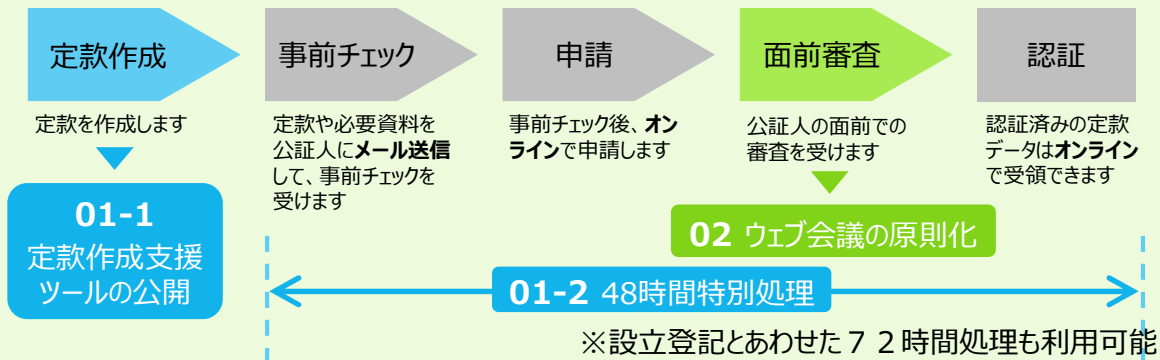 定款作成
事前チェック
申請
面前審査
認証
定款を作成します
定款や必要資料を
公証人にメール送信
して、事前チェックを
受けます
事前チェック後、オン
ラインで申請します
公証人の面前での
審査を受けます
認証済みの定款
データはオンライン
で受領できます
01-1
定款作成支援
ツールの公開
02 ウェブ会議の原則化
01-2 48時間特別処理
※設立登記とあわせた７２時間処理も利用可能